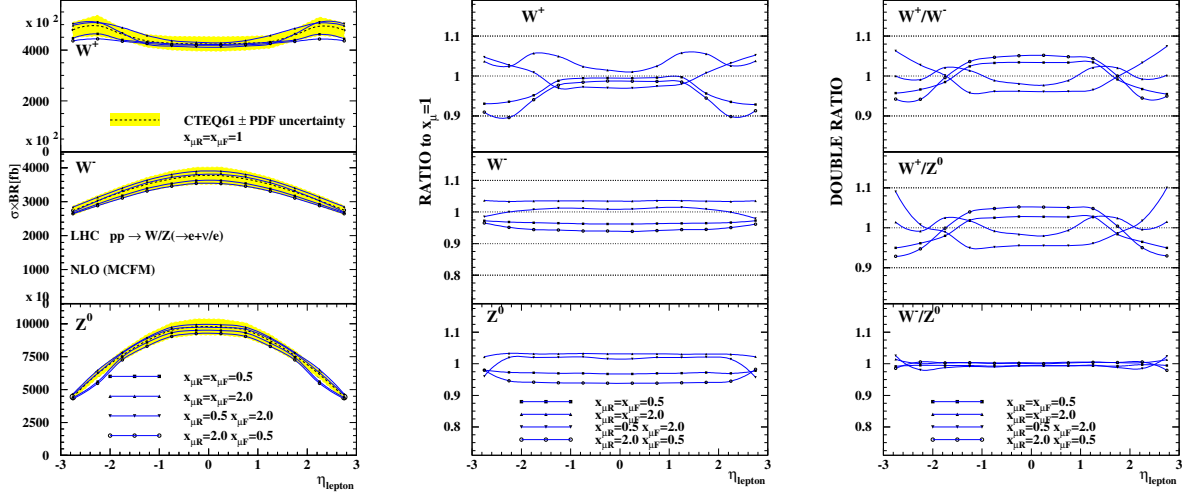 x 10²
4000
2000
x 10²
0
W⁺
CTEQ61 ± PDF uncertainty
x_μR=x_μF=1
σ×BR[fb]
4000
3000
2000
1000
x 10
0
W⁻
LHC pp → W/Z(→e+ν/e)
NLO (MCFM)
10000
7500
5000
2500
0
Z⁰
x_μR=x_μF=0.5
x_μR=x_μF=2.0
x_μR=0.5 x_μF=2.0
x_μR=2.0 x_μF=0.5
-3 -2 -1 0 1 2 3
η_lepton
RATIO to x_μ=1
W⁺
1.1
1
0.9
W⁻
1.1
1
0.9
0.8
Z⁰
1.1
1
0.9
0.8
x_μR=x_μF=0.5
x_μR=x_μF=2.0
x_μR=0.5 x_μF=2.0
x_μR=2.0 x_μF=0.5
-3 -2 -1 0 1 2 3
η_lepton
DOUBLE RATIO
W⁺/W⁻
1.1
1
0.9
W⁺/Z⁰
1.1
1
0.9
W⁻/Z⁰
1.1
1
0.9
0.8
x_μR=x_μF=0.5
x_μR=x_μF=2.0
x_μR=0.5 x_μF=2.0
x_μR=2.0 x_μF=0.5
-3 -2 -1 0 1 2 3
η_lepton